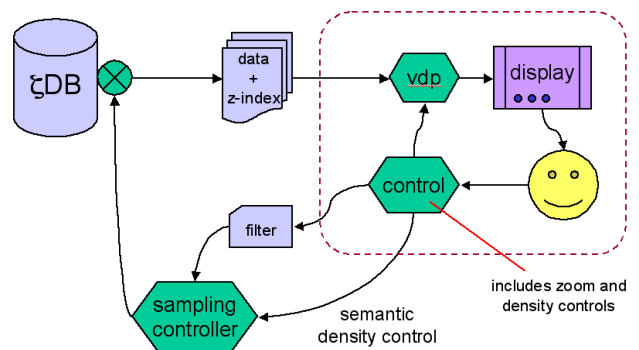 ζDB
data
+
z-index
vdp
display
control
filter
sampling
controller
semantic
density control
includes zoom and
density controls